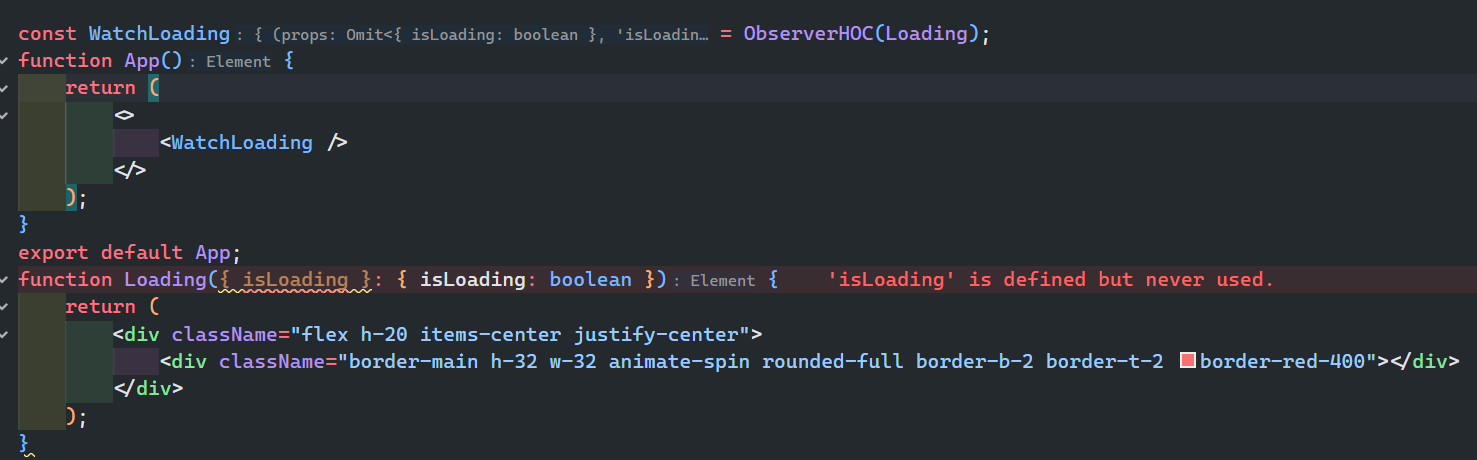 const WatchLoading: { (props: Omit<{ isLoading: boolean }, 'isLoadin… = ObserverHOC(Loading);
function App(): Element {
    return (
        <>
            <WatchLoading />
        </>
    );
}
export default App;
function Loading({ isLoading }: { isLoading: boolean }): Element {    'isLoading' is defined but never used.
    return (
        <div className="flex h-20 items-center justify-center">
            <div className="border-main h-32 w-32 animate-spin rounded-full border-b-2 border-t-2 border-red-400"></div>
        </div>
    );
}